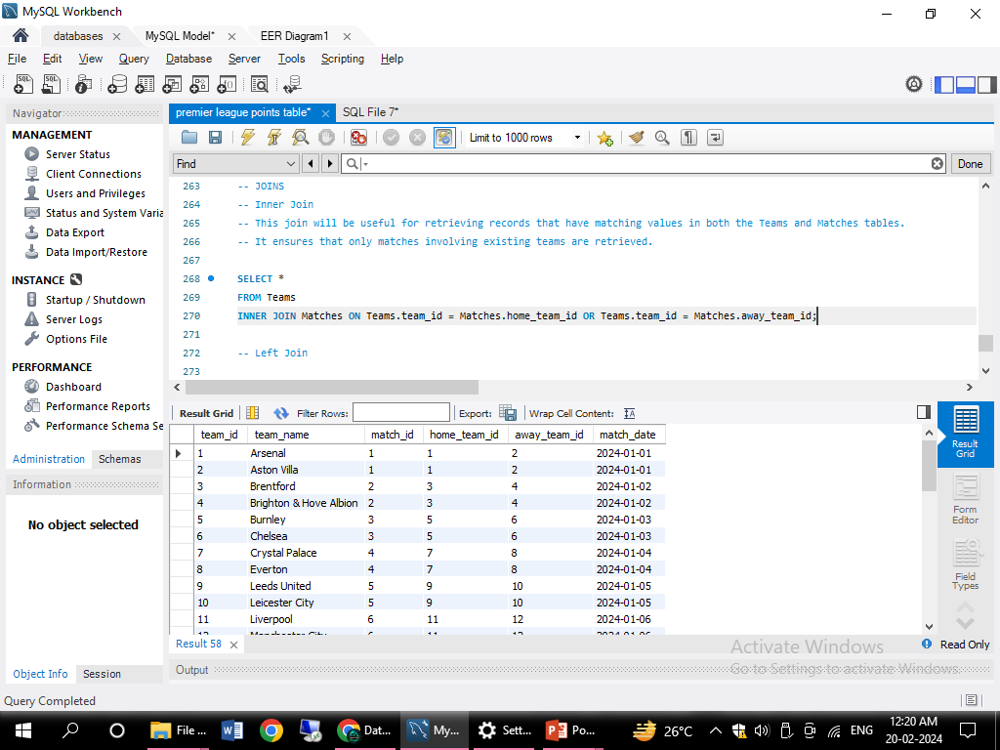 MySQL Workbench
databases
MySQL Model*
EER Diagram1
File Edit View Query Database Server Tools Scripting Help
Navigator
MANAGEMENT
Server Status
Client Connections
Users and Privileges
Status and System Varia
Data Export
Data Import/Restore
INSTANCE
Startup / Shutdown
Server Logs
Options File
PERFORMANCE
Dashboard
Performance Reports
Performance Schema Se
Administration Schemas
Information
No object selected
Object Info Session
premier league points table*
SQL File 7*
Limit to 1000 rows
Find
Done
263 -- JOINS
264 -- Inner Join
265 -- This join will be useful for retrieving records that have matching values in both the Teams and Matches tables.
266 -- It ensures that only matches involving existing teams are retrieved.
267
268 SELECT *
269 FROM Teams
270 INNER JOIN Matches ON Teams.team_id = Matches.home_team_id OR Teams.team_id = Matches.away_team_id;
271
272 -- Left Join
273
Result Grid Filter Rows: Export: Wrap Cell Content:
team_id team_name match_id home_team_id away_team_id match_date
1 Arsenal 1 1 2 2024-01-01
2 Aston Villa 1 1 2 2024-01-01
3 Brentford 2 3 4 2024-01-02
4 Brighton & Hove Albion 2 3 4 2024-01-02
5 Burnley 3 5 6 2024-01-03
6 Chelsea 3 5 6 2024-01-03
7 Crystal Palace 4 7 8 2024-01-04
8 Everton 4 7 8 2024-01-04
9 Leeds United 5 9 10 2024-01-05
10 Leicester City 5 9 10 2024-01-05
11 Liverpool 6 11 12 2024-01-06
12 Manchester City 6 11 12 2024-01-06
Result Grid
Form Editor
Field Types
Result 58
Read Only
Output
Activate Windows
Go to Settings to activate Windows.
Query Completed
File ...
Dat...
My...
Sett...
Po...
26°C
ENG
12:20 AM
20-02-2024